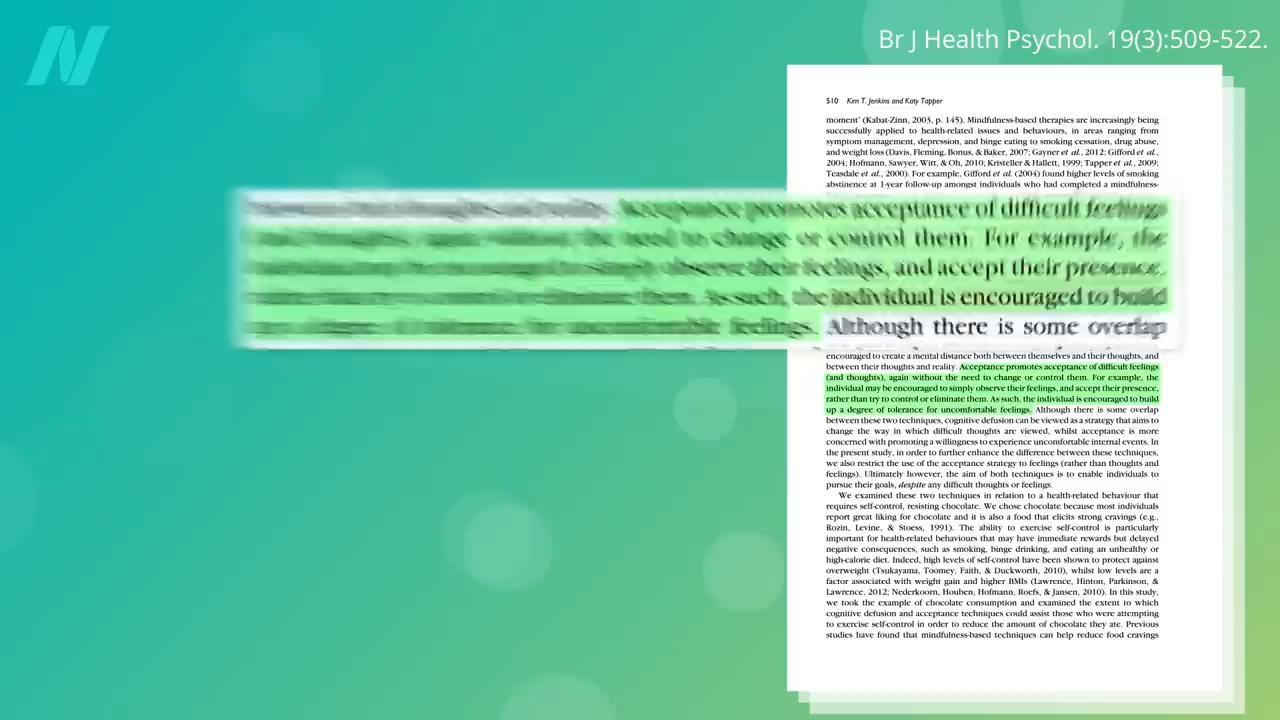 N
Br J Health Psychol. 19(3):509-522.
510 Kim T. Jenkins and Katy Tapper
moment' (Kabat-Zinn, 2003, p. 145). Mindfulness-based therapies are increasingly being
successfully applied to health-related issues and behaviours, in areas ranging from
symptom management, depression, and binge eating to smoking cessation, drug abuse,
and weight loss (Davis, Fleming, Bonus, & Baker, 2007; Gayner et al., 2012; Gifford et al.,
2004; Hofmann, Sawyer, Witt, & Oh, 2010; Kristeller & Hallett, 1999; Tapper et al., 2009;
Teasdale et al., 2000). For example, Gifford et al. (2004) found higher levels of smoking
abstinence at 1-year follow-up amongst individuals who had completed a mindfulness-
Acceptance promotes acceptance of difficult feelings
again without the need to change or control them. For example, the
simply observe their feelings, and accept their presence,
them. As such, the individual is encouraged to build
uncomfortable feelings. Although there is some overlap
encouraged to create a mental distance both between themselves and their thoughts, and
between their thoughts and reality. Acceptance promotes acceptance of difficult feelings
(and thoughts), again without the need to change or control them. For example, the
individual may be encouraged to simply observe their feelings, and accept their presence,
rather than try to control or eliminate them. As such, the individual is encouraged to build
up a degree of tolerance for uncomfortable feelings. Although there is some overlap
between these two techniques, cognitive defusion can be viewed as a strategy that aims to
change the way in which difficult thoughts are viewed, whilst acceptance is more
concerned with promoting a willingness to experience uncomfortable internal events. In
the present study, in order to further enhance the difference between these techniques,
we also restrict the use of the acceptance strategy to feelings (rather than thoughts and
feelings). Ultimately however, the aim of both techniques is to enable individuals to
pursue their goals, despite any difficult thoughts or feelings.
We examined these two techniques in relation to a health-related behaviour that
requires self-control, resisting chocolate. We chose chocolate because most individuals
report great liking for chocolate and it is also a food that elicits strong cravings (e.g.,
Rozin, Levine, & Stoess, 1991). The ability to exercise self-control is particularly
important for health-related behaviours that may have immediate rewards but delayed
negative consequences, such as smoking, binge drinking, and eating an unhealthy or
high-calorie diet. Indeed, high levels of self-control have been shown to protect against
overweight (Tsukayama, Toomey, Faith, & Duckworth, 2010), whilst low levels are a
factor associated with weight gain and higher BMIs (Lawrence, Hinton, Parkinson, &
Lawrence, 2012; Nederkoorn, Houben, Hofmann, Roefs, & Jansen, 2010). In this study,
we took the example of chocolate consumption and examined the extent to which
cognitive defusion and acceptance techniques could assist those who were attempting
to exercise self-control in order to reduce the amount of chocolate they ate. Previous
studies have found that mindfulness-based techniques can help reduce food cravings